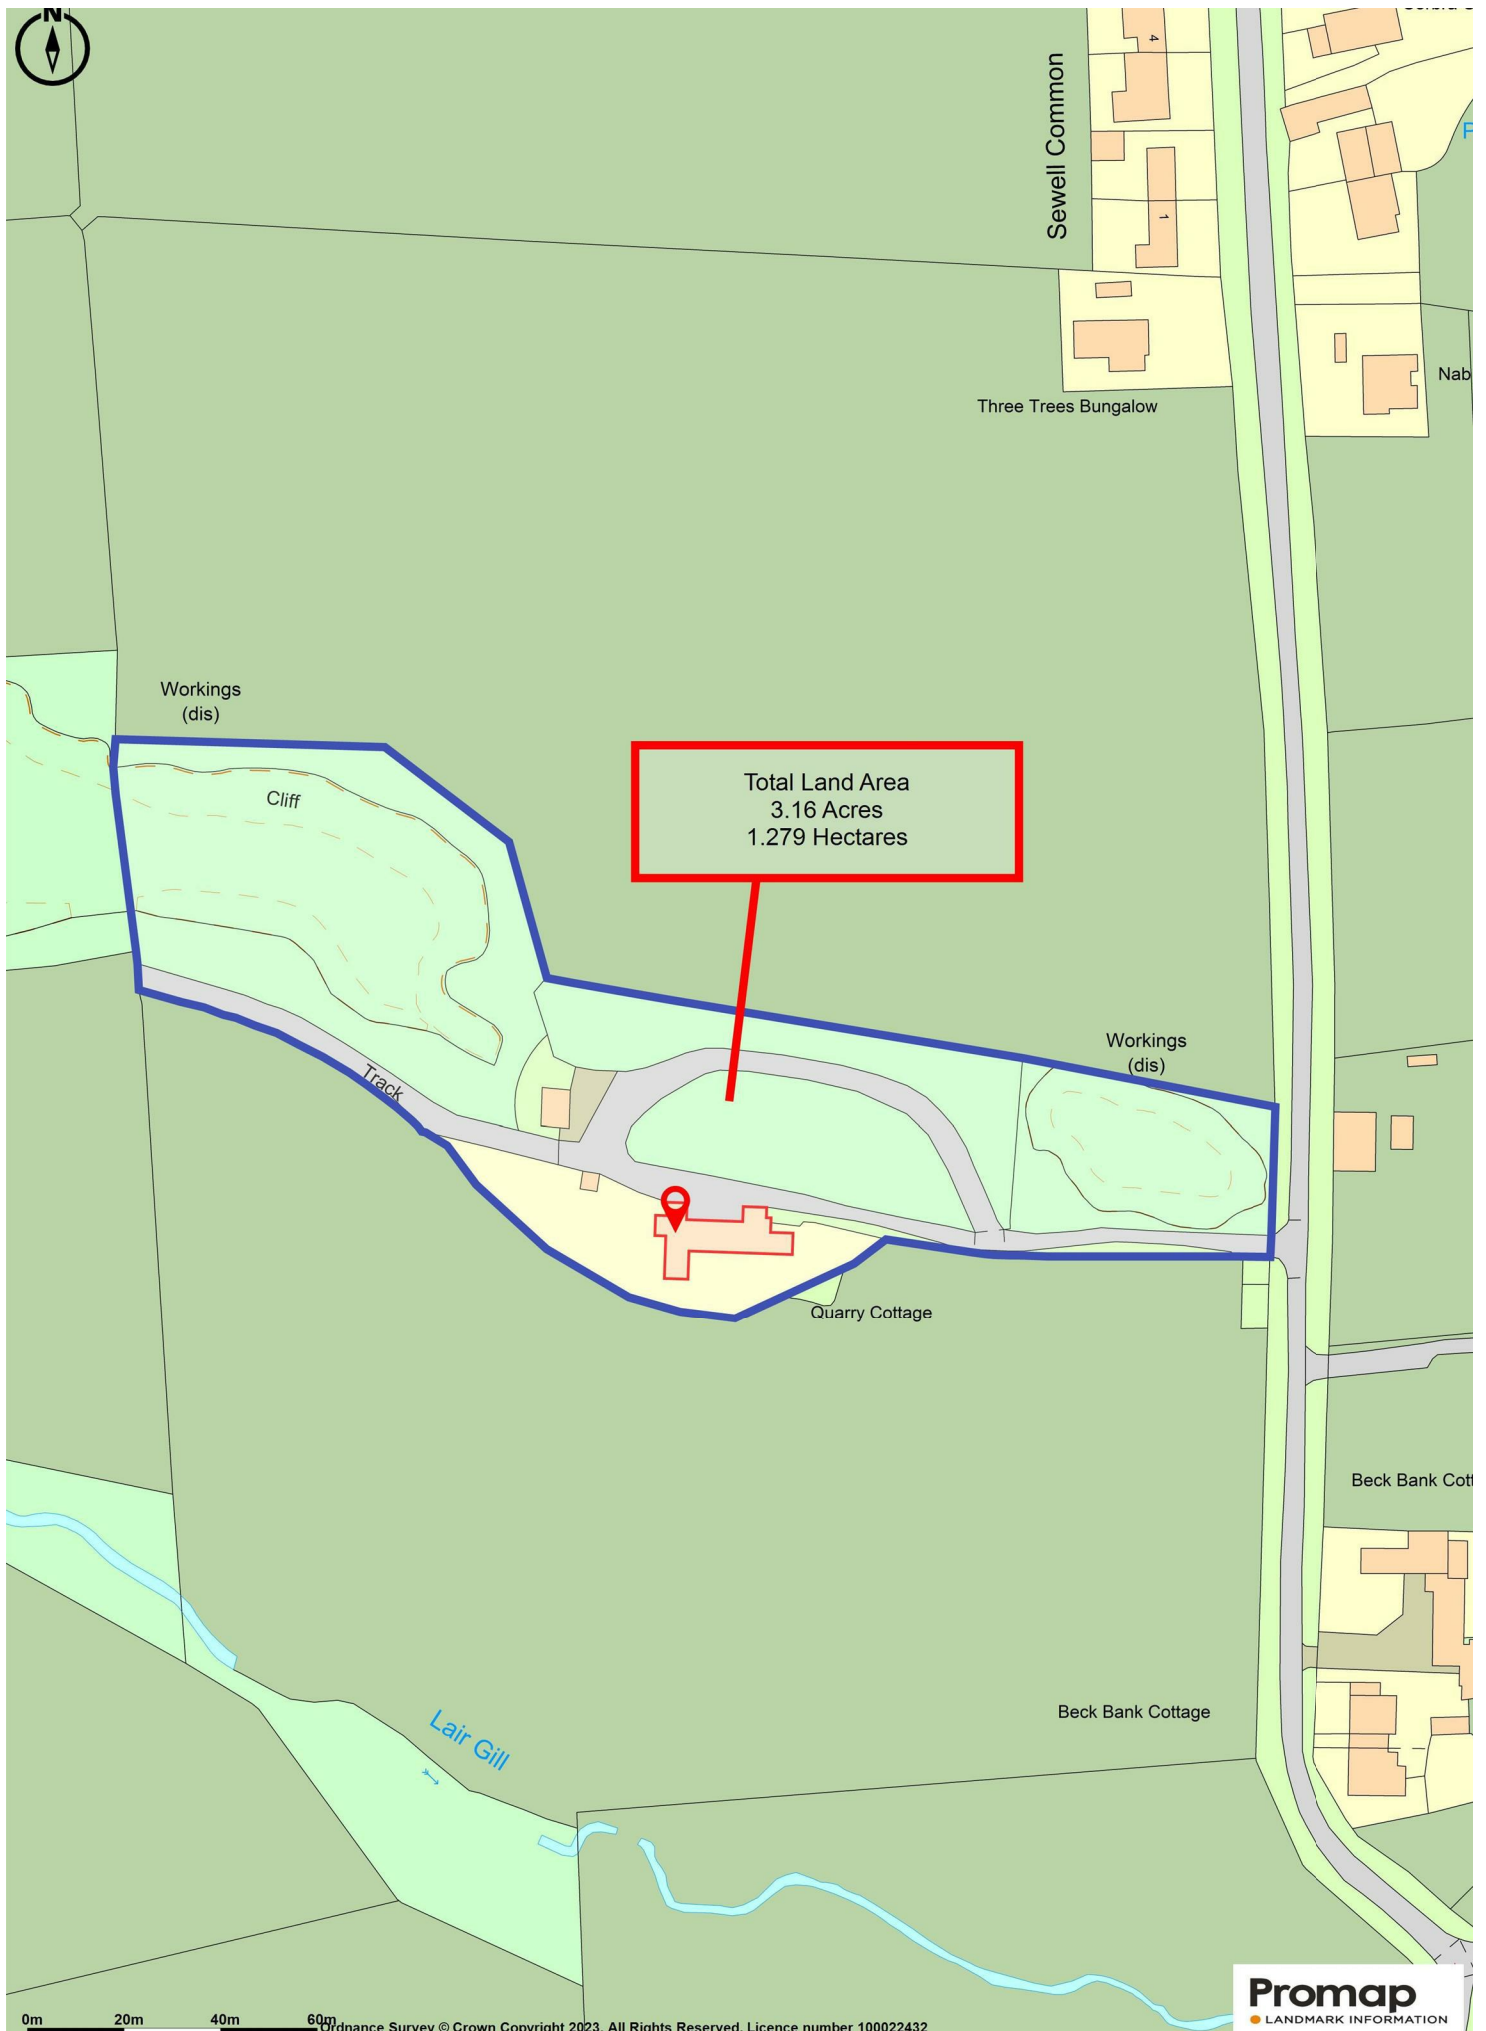 N
4
Sewell Common
1
Three Trees Bungalow
Nab
Workings
(dis)
Cliff
Total Land Area
3.16 Acres
1.279 Hectares
Workings
(dis)
Track
Quarry Cottage
Beck Bank Cott
Beck Bank Cottage
Lair Gill
Promap
LANDMARK INFORMATION
0m 20m 40m 60m
Ordnance Survey © Crown Copyright 2023. All Rights Reserved. Licence number 100022432